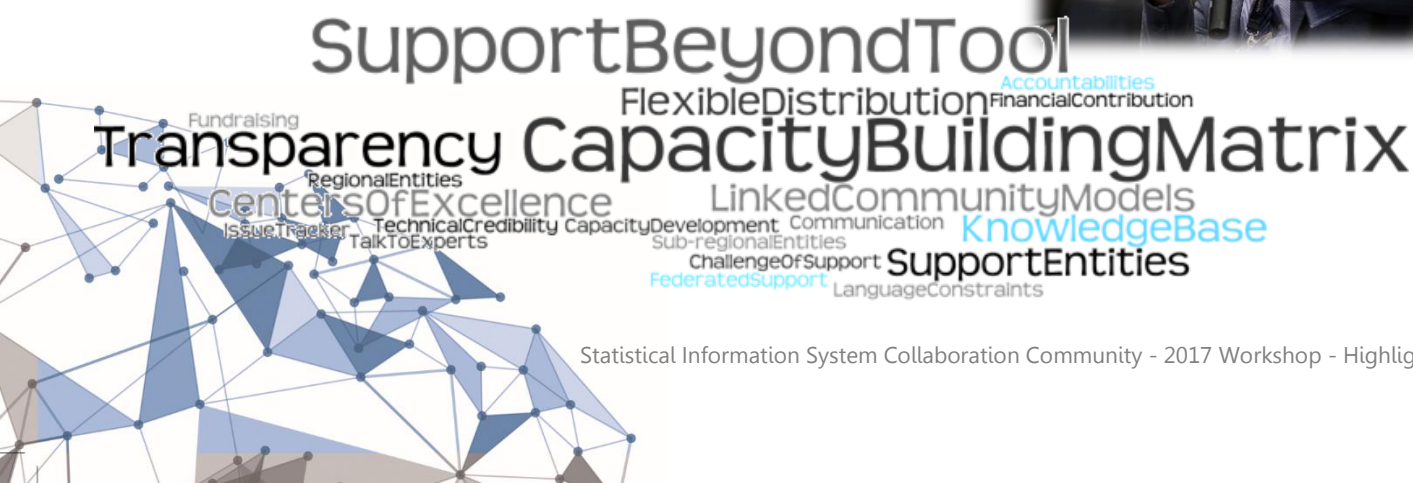 SupportBeyondTool
Accountabilities
FlexibleDistribution FinancialContribution
Fundraising
Transparency CapacityBuildingMatrix
RegionalEntities
CentersOfExcellence LinkedCommunityModels
IssueTracker TechnicalCredibility CapacityDevelopment Communication KnowledgeBase
TalkToExperts Sub-regionalEntities
ChallengeOfSupport SupportEntities
FederatedSupport LanguageConstraints
Statistical Information System Collaboration Community - 2017 Workshop - Highlig